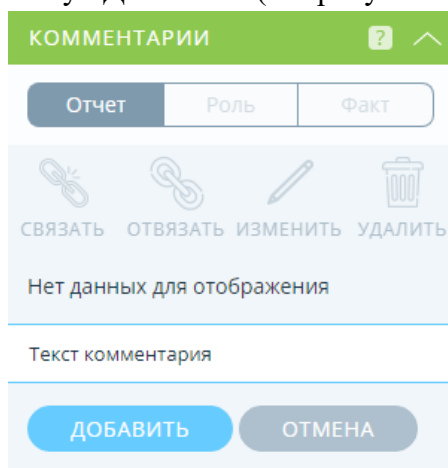 КОММЕНТАРИИ ?
Отчет Роль Факт
СВЯЗАТЬ ОТВЯЗАТЬ ИЗМЕНИТЬ УДАЛИТЬ
Нет данных для отображения
Текст комментария
ДОБАВИТЬ ОТМЕНА